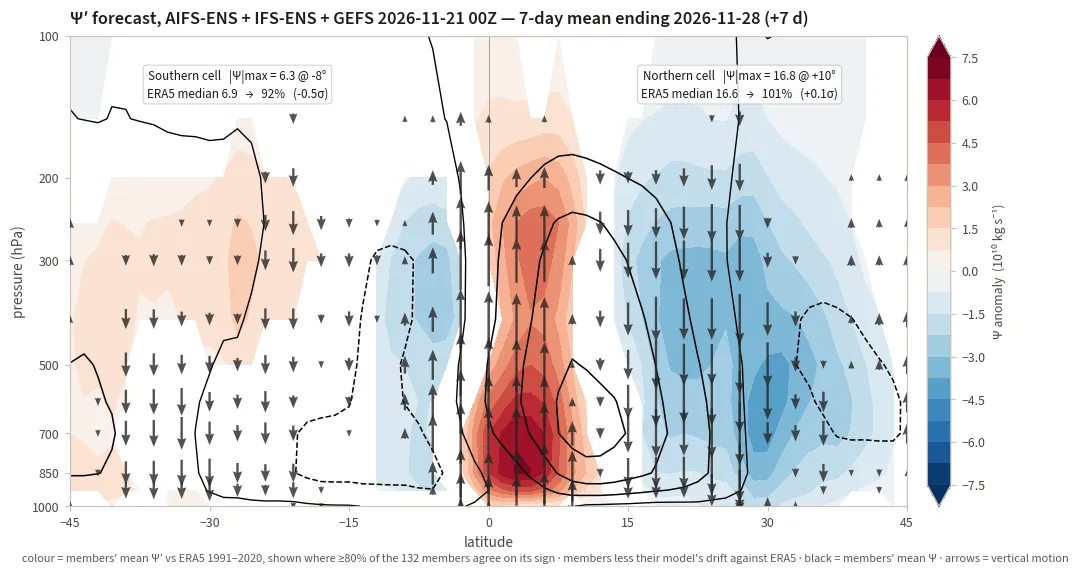 Ψ′ forecast, AIFS-ENS + IFS-ENS + GEFS 2026-11-21 00Z — 7-day mean ending 2026-11-28 (+7 d)
Southern cell |Ψ|max = 6.3 @ -8°
ERA5 median 6.9 → 92% (-0.5σ)
Northern cell |Ψ|max = 16.8 @ +10°
ERA5 median 16.6 → 101% (+0.1σ)
pressure (hPa)
100
200
300
400
500
700
850
1000
−45
−30
−15
0
15
30
45
latitude
7.5
6.0
4.5
3.0
1.5
0.0
−1.5
−3.0
−4.5
−6.0
−7.5
Ψ anomaly (10¹⁰ kg s⁻¹)
colour = members' mean Ψ′ vs ERA5 1991–2020, shown where ≥80% of the 132 members agree on its sign · members less their model's drift against ERA5 · black = members' mean Ψ · arrows = vertical motion